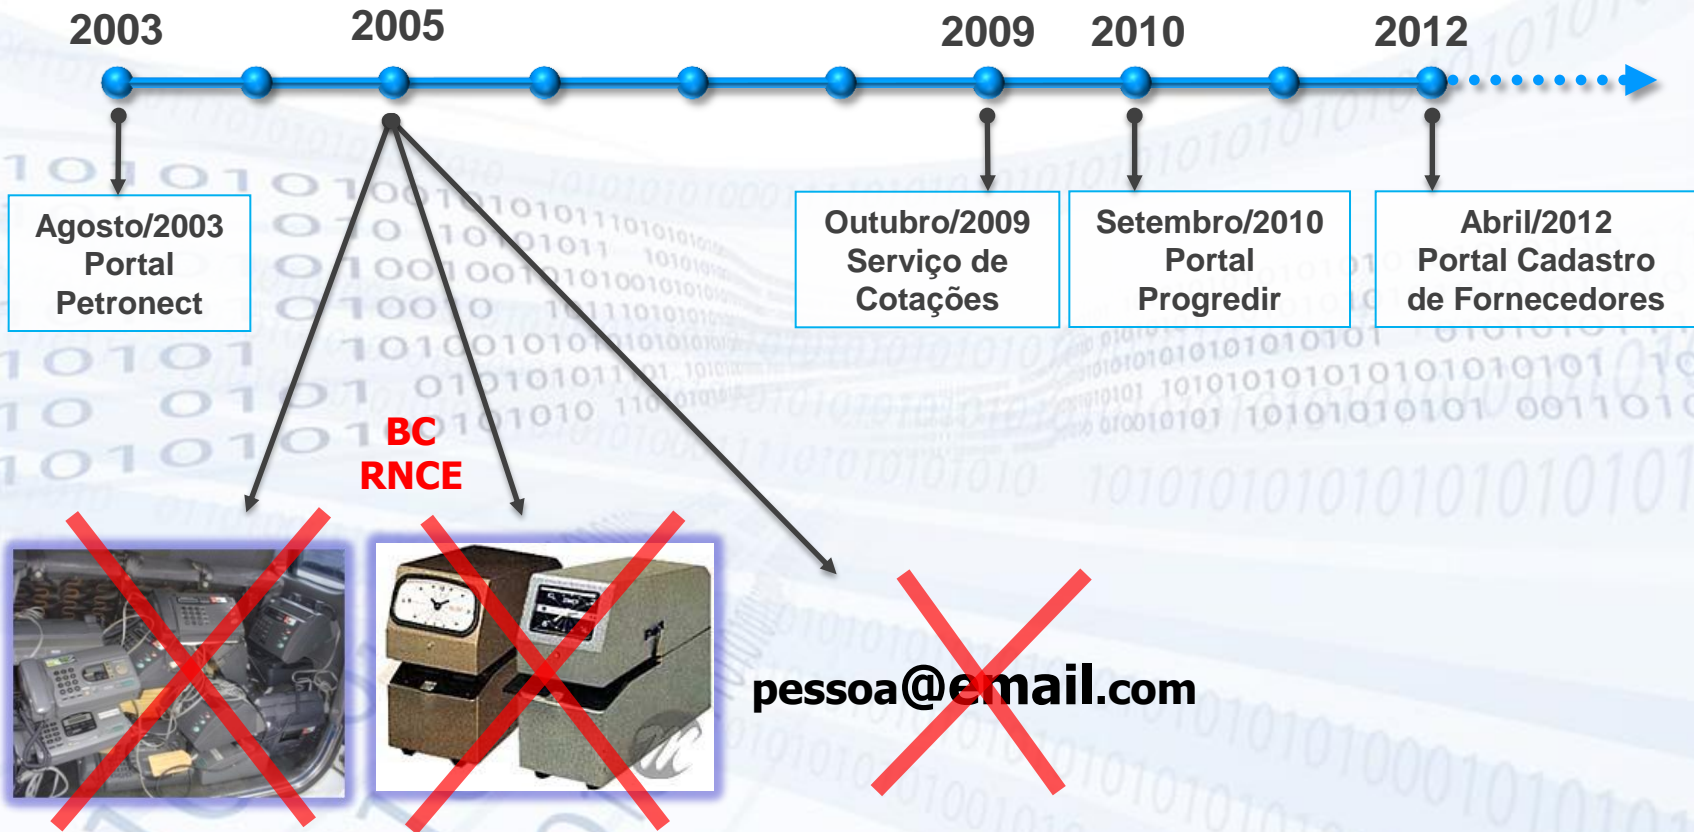 2003
2005
2009
2010
2012
Agosto/2003
Portal
Petronect
Outubro/2009
Serviço de
Cotações
Setembro/2010
Portal
Progredir
Abril/2012
Portal Cadastro
de Fornecedores
BC
RNCE
pessoa@email.com